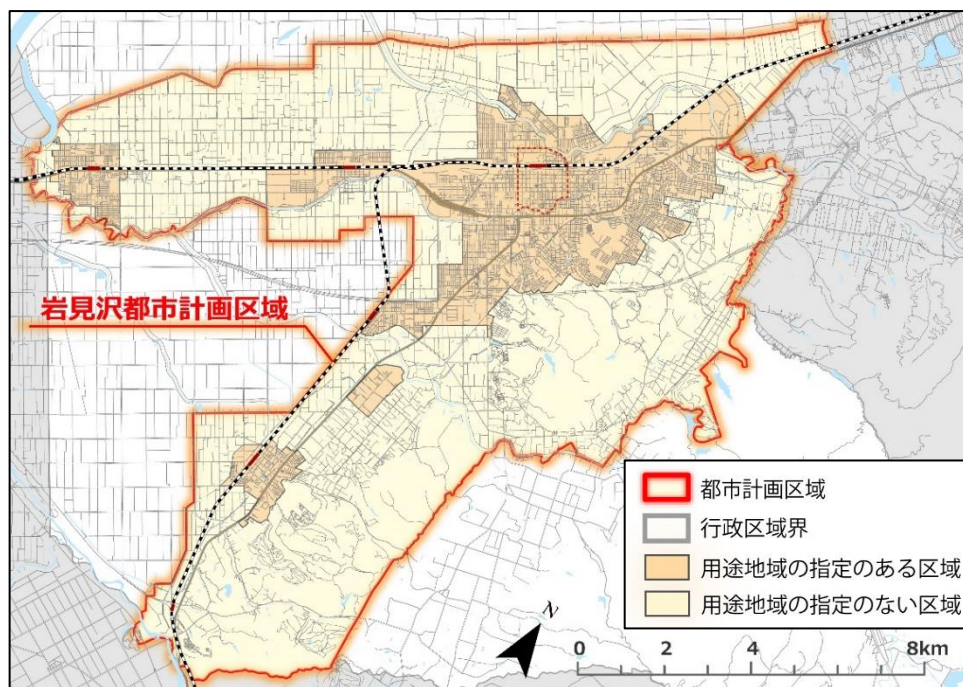 岩見沢都市計画区域
都市計画区域
行政区域界
用途地域の指定のある区域
用途地域の指定のない区域
N
0 2 4 8km